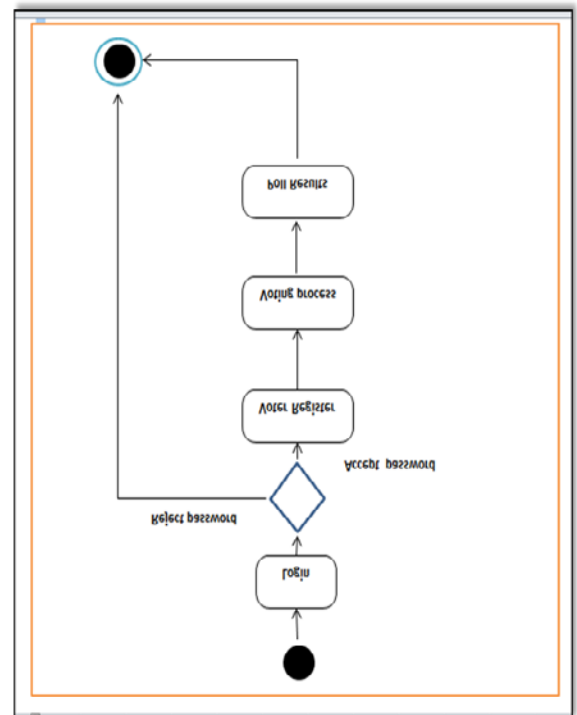 Login
Reject password
Accept password
Voter Register
Voting process
Poll Results